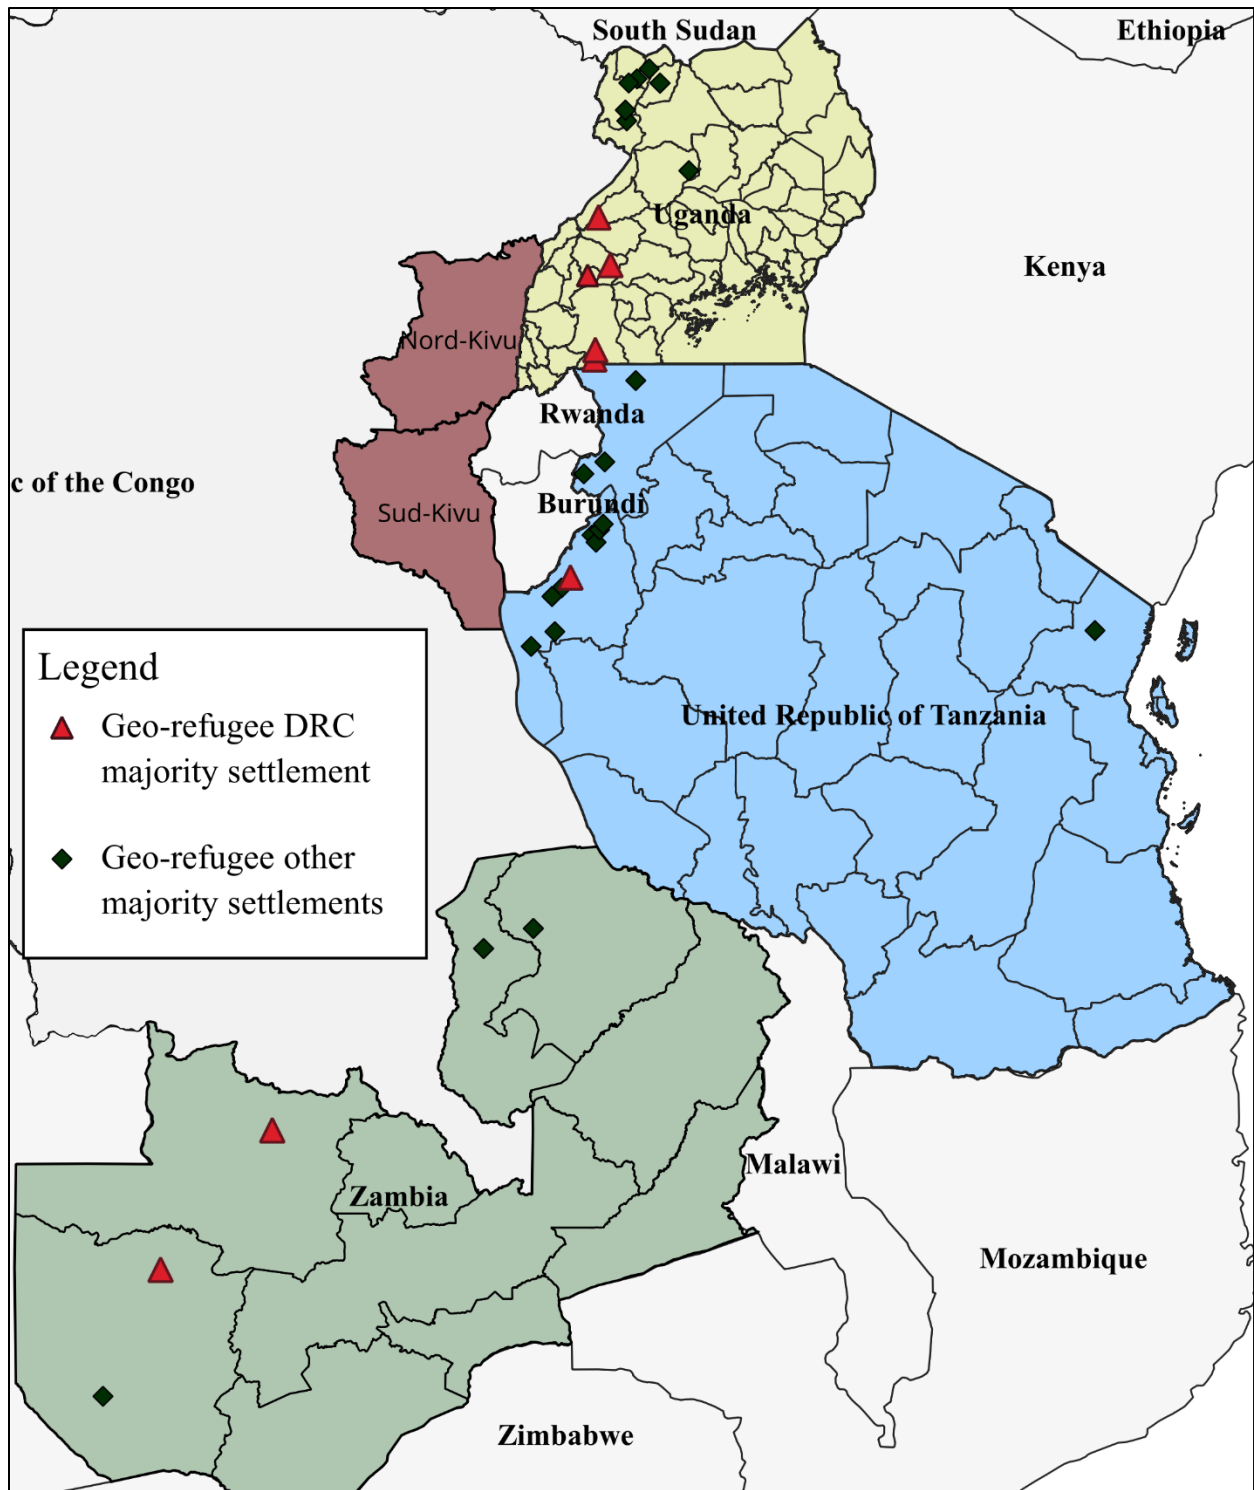 South Sudan
Ethiopia
Uganda
Kenya
Nord-Kivu
Rwanda
c of the Congo
Burundi
Sud-Kivu
Legend
Geo-refugee DRC
majority settlement
United Republic of Tanzania
Geo-refugee other
majority settlements
Malawi
Zambia
Mozambique
Zimbabwe